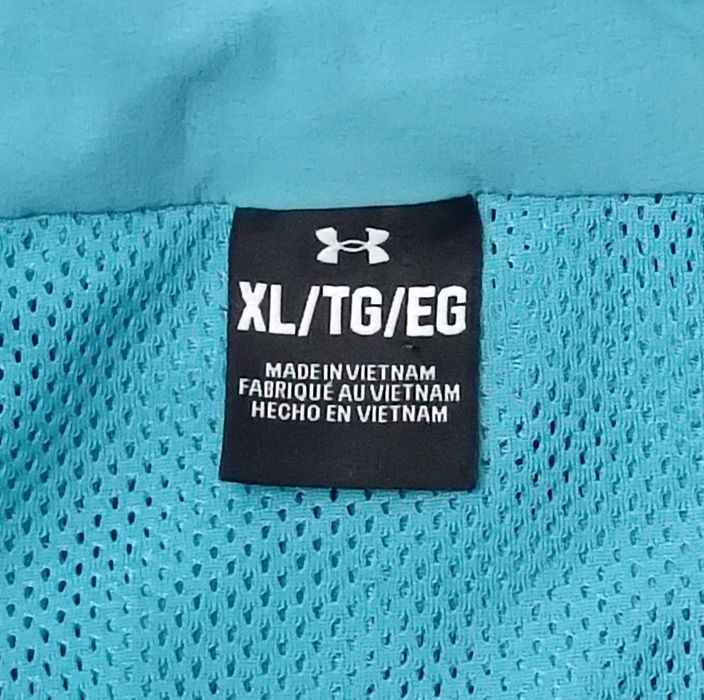 XL/TG/EG
MADE IN VIETNAM
FABRIQUÉ AU VIETNAM
HECHO EN VIETNAM